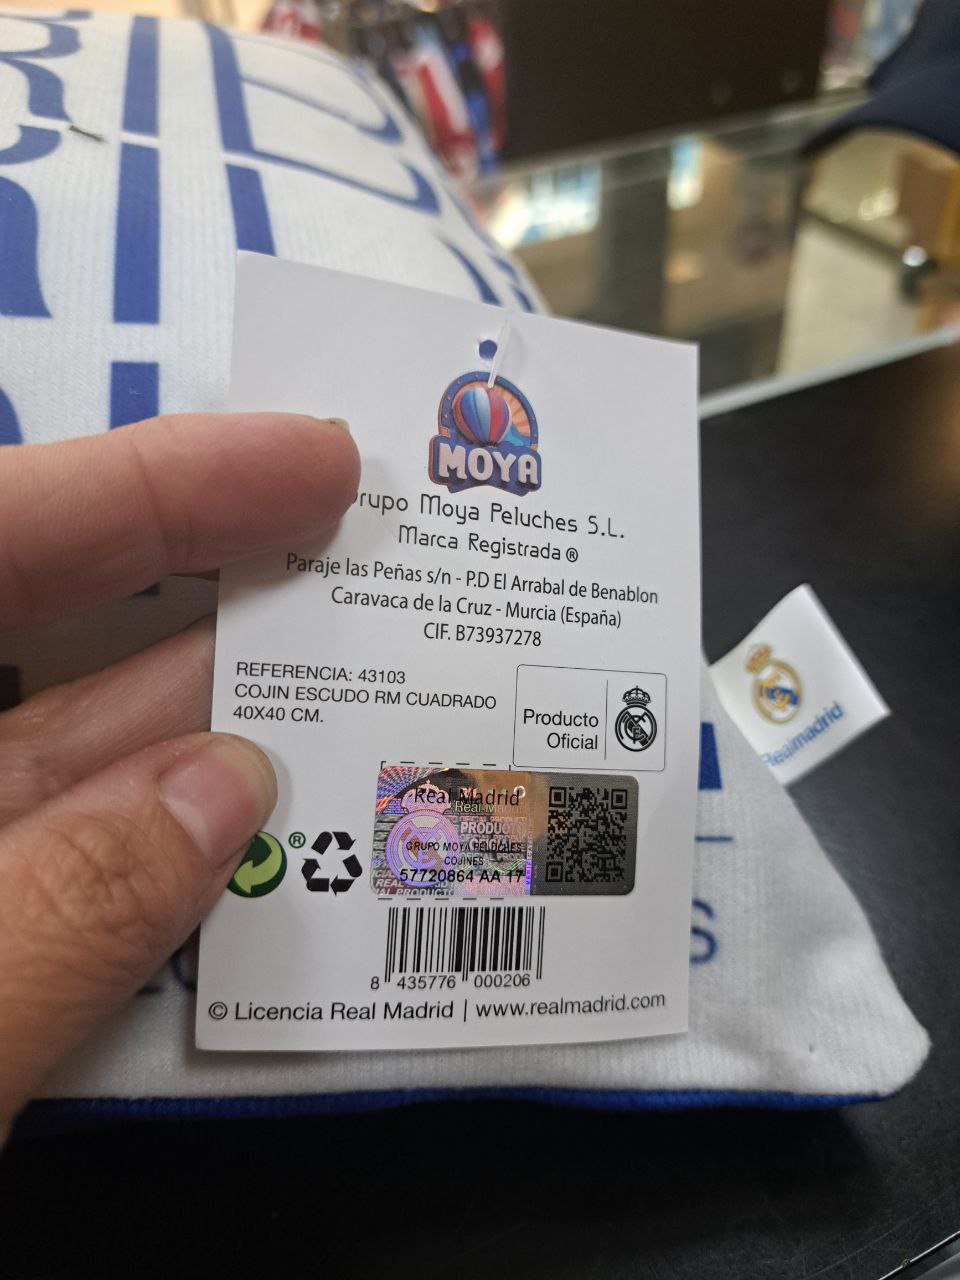 MOYA
Grupo Moya Peluches S.L.
Marca Registrada ®
Paraje las Peñas s/n - P.D El Arrabal de Benablon
Caravaca de la Cruz - Murcia (España)
CIF. B73937278
REFERENCIA: 43103
COJIN ESCUDO RM CUADRADO
40X40 CM.
Producto
Oficial
Real Madrid
GRUPO MOYA PELUCHES
COJINES
57720864 AA 17
8 435776 000206
© Licencia Real Madrid | www.realmadrid.com
Realmadrid